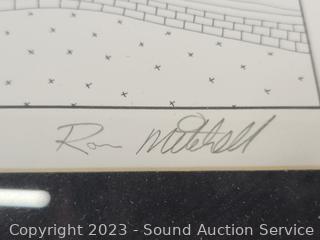 Ron Mitchell
Copyright 2023 - Sound Auction Service